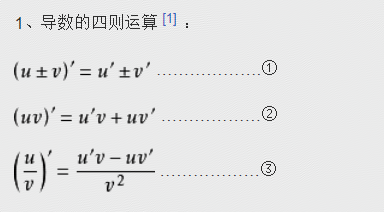 1、导数的四则运算 [1] ：
(u ± v)′ = u′ ± v′ …………………①
(uv)′ = u′v + uv′ …………………②
(u/v)′ = (u′v − uv′)/v² …………………③